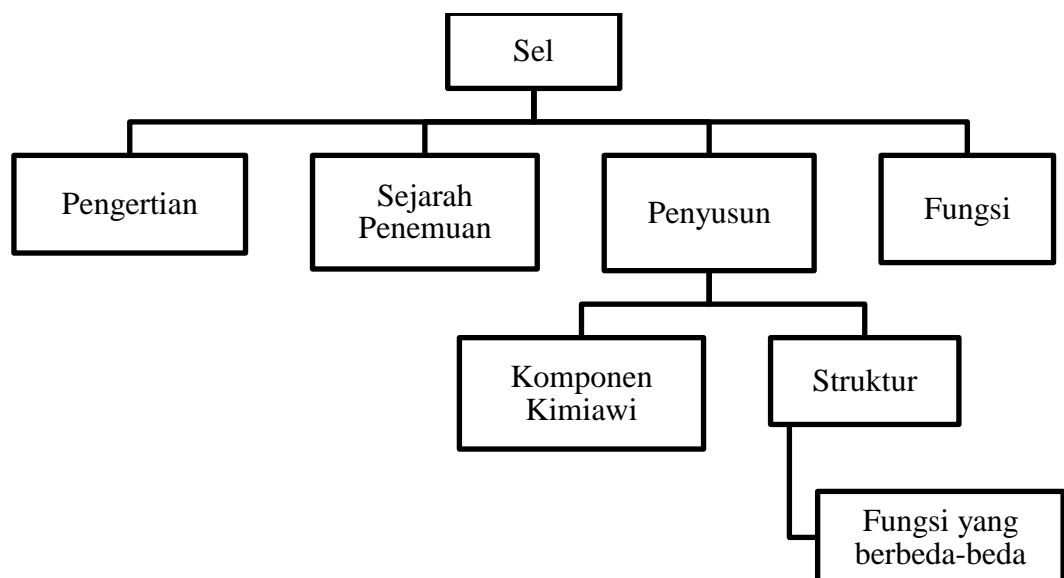 Sel
Pengertian
Sejarah
Penemuan
Penyusun
Fungsi
Komponen
Kimiawi
Struktur
Fungsi yang
berbeda-beda